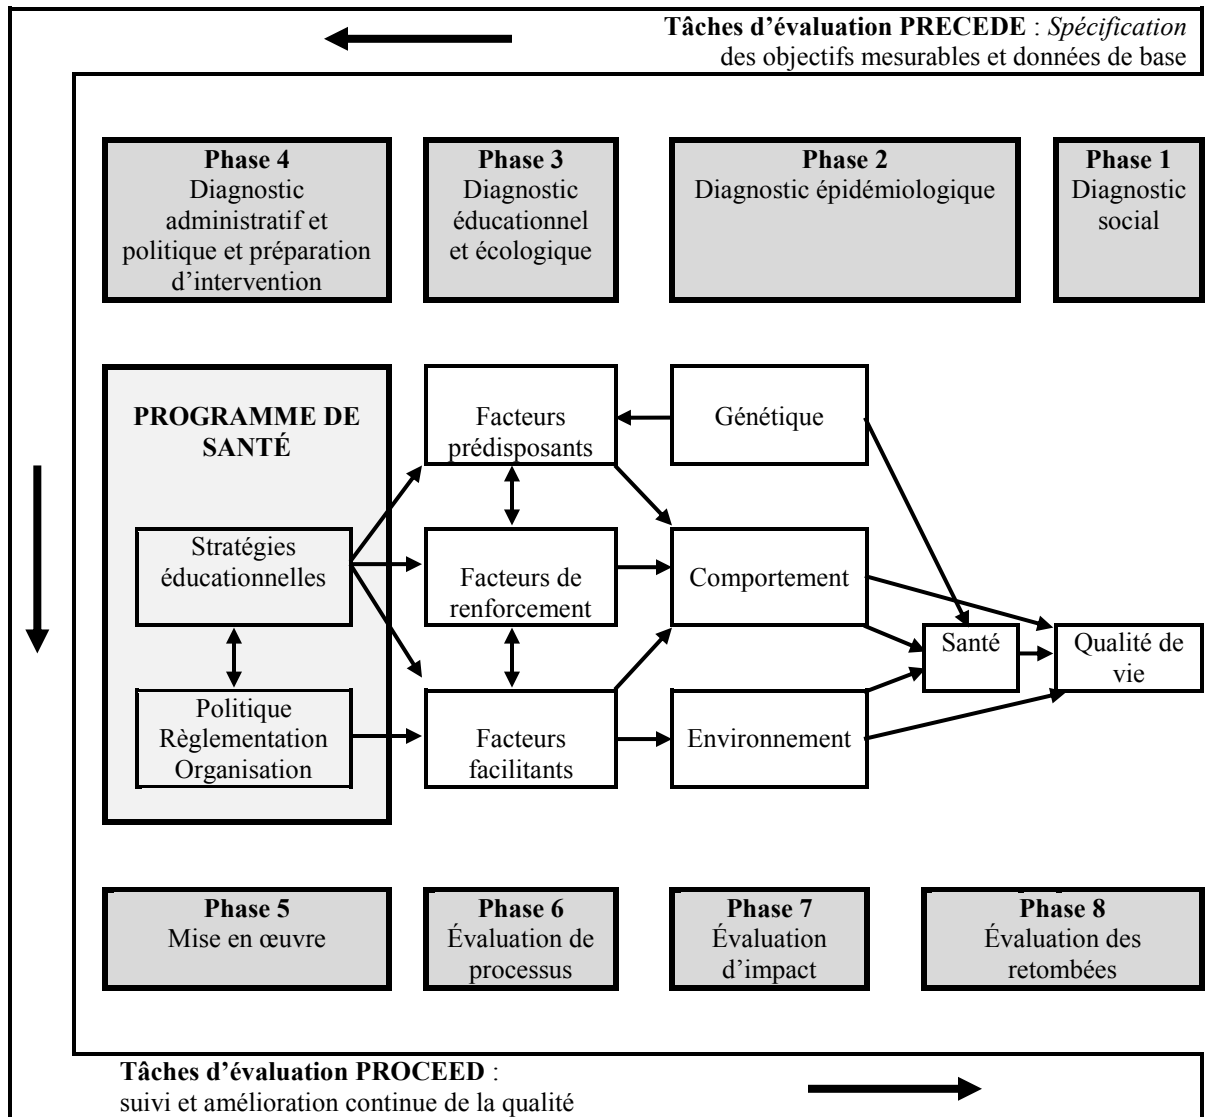 Tâches d’évaluation PRECEDE : Spécification
des objectifs mesurables et données de base
Phase 4
Diagnostic
administratif et
politique et préparation
d’intervention
Phase 3
Diagnostic
éducationnel
et écologique
Phase 2
Diagnostic épidémiologique
Phase 1
Diagnostic
social
PROGRAMME DE
SANTÉ
Stratégies
éducationnelles
Politique
Règlementation
Organisation
Facteurs
prédisposants
Facteurs de
renforcement
Facteurs
facilitants
Génétique
Comportement
Environnement
Santé
Qualité de
vie
Phase 5
Mise en œuvre
Phase 6
Évaluation de
processus
Phase 7
Évaluation
d’impact
Phase 8
Évaluation des
retombées
Tâches d’évaluation PROCEED :
suivi et amélioration continue de la qualité